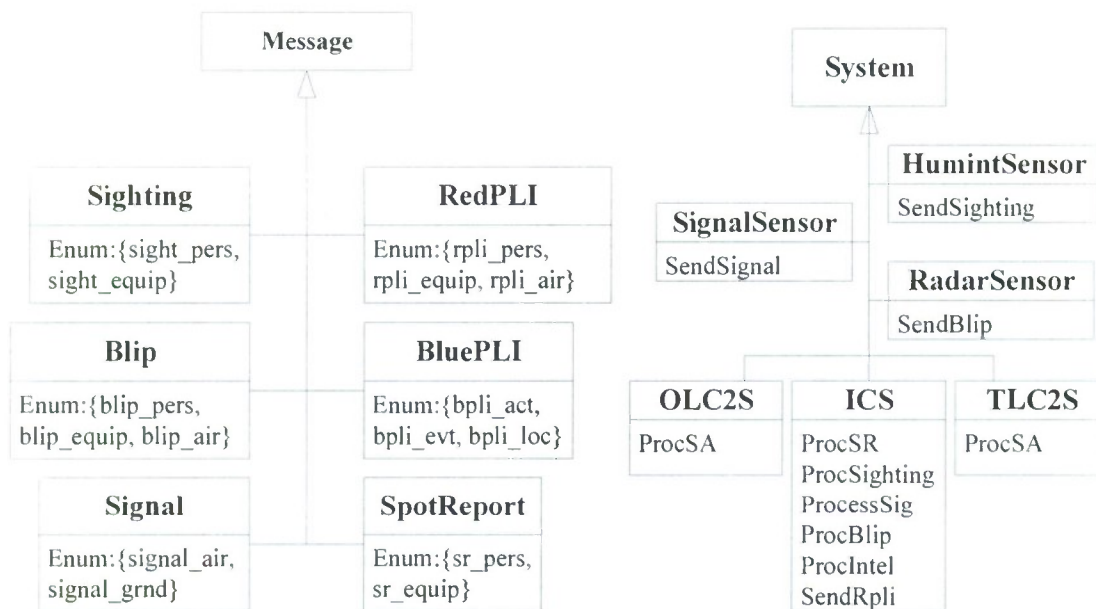 Message
Sighting
Enum:{sight_pers,
sight_equip}
RedPLI
Enum:{rpli_pers,
rpli_equip, rpli_air}
Blip
Enum:{blip_pers,
blip_equip, blip_air}
BluePLI
Enum:{bpli_act,
bpli_evt, bpli_loc}
Signal
Enum:{signal_air,
signal_grnd}
SpotReport
Enum:{sr_pers,
sr_equip}
System
HumintSensor
SendSighting
SignalSensor
SendSignal
RadarSensor
SendBlip
OLC2S
ProcSA
ICS
ProcSR
ProcSighting
ProcessSig
ProcBlip
ProcIntel
SendRpli
TLC2S
ProcSA